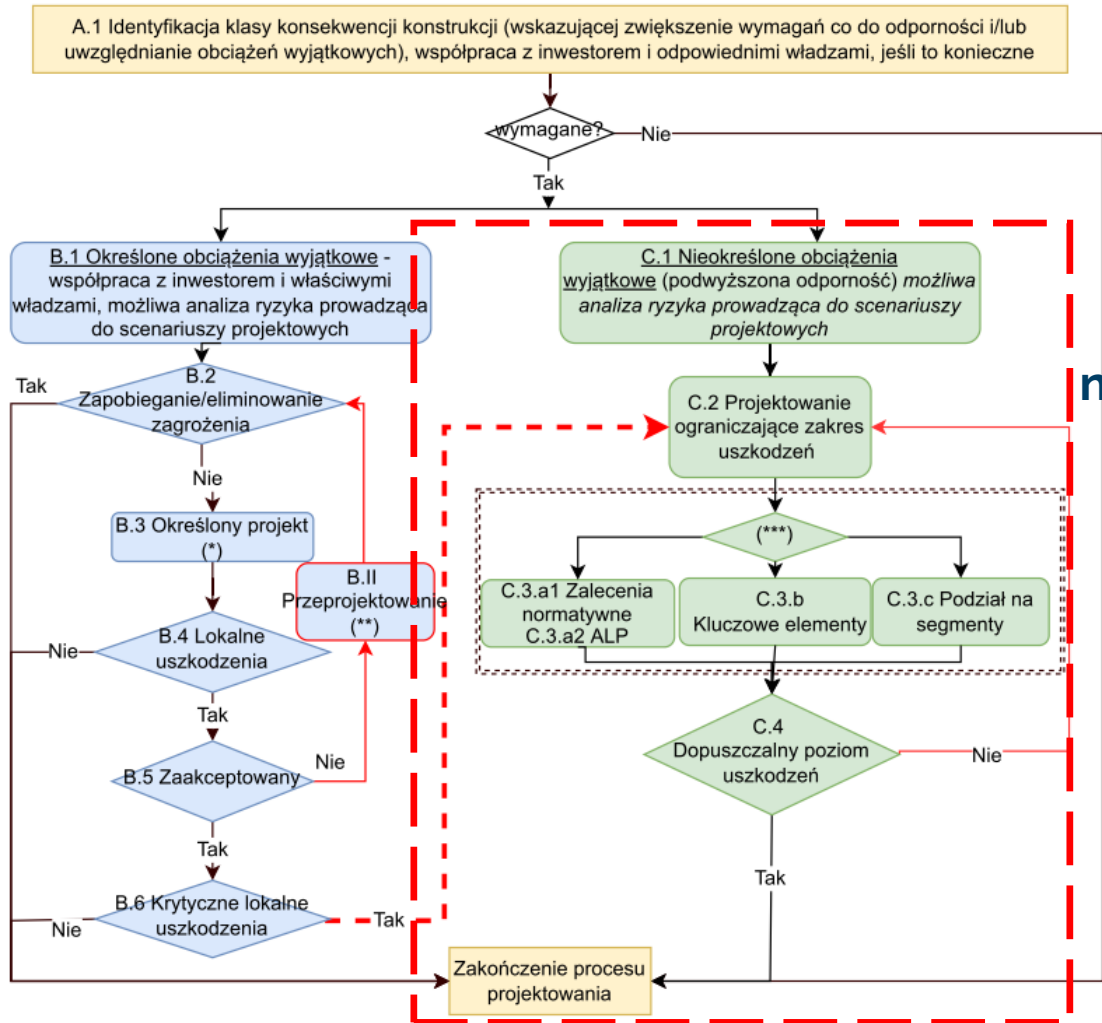 A.1 Identyfikacja klasy konsekwencji konstrukcji (wskazującej zwiększenie wymagań co do odporności i/lub
uwzględnianie obciążeń wyjątkowych), współpraca z inwestorem i odpowiednimi władzami, jeśli to konieczne
wymagane?
Nie
Tak
B.1 Określone obciążenia wyjątkowe -
współpraca z inwestorem i właściwymi
władzami, możliwa analiza ryzyka prowadząca
do scenariuszy projektowych
C.1 Nieokreślone obciążenia
wyjątkowe (podwyższona odporność) możliwa
analiza ryzyka prowadząca do scenariuszy
projektowych
Tak
B.2
Zapobieganie/eliminowanie
zagrożenia
n
C.2 Projektowanie
ograniczające zakres
uszkodzeń
Nie
B.3 Określony projekt
(*)
(***)
B.II
Przeprojektowanie
(**)
C.3.a1 Zalecenia
normatywne
C.3.a2 ALP
C.3.b
Kluczowe elementy
C.3.c Podział na
segmenty
Nie
B.4 Lokalne
uszkodzenia
Tak
C.4
Dopuszczalny poziom
uszkodzeń
Nie
B.5 Zaakceptowany
Nie
Tak
Tak
B.6 Krytyczne lokalne
uszkodzenia
Nie
Tak
Zakończenie procesu
projektowania